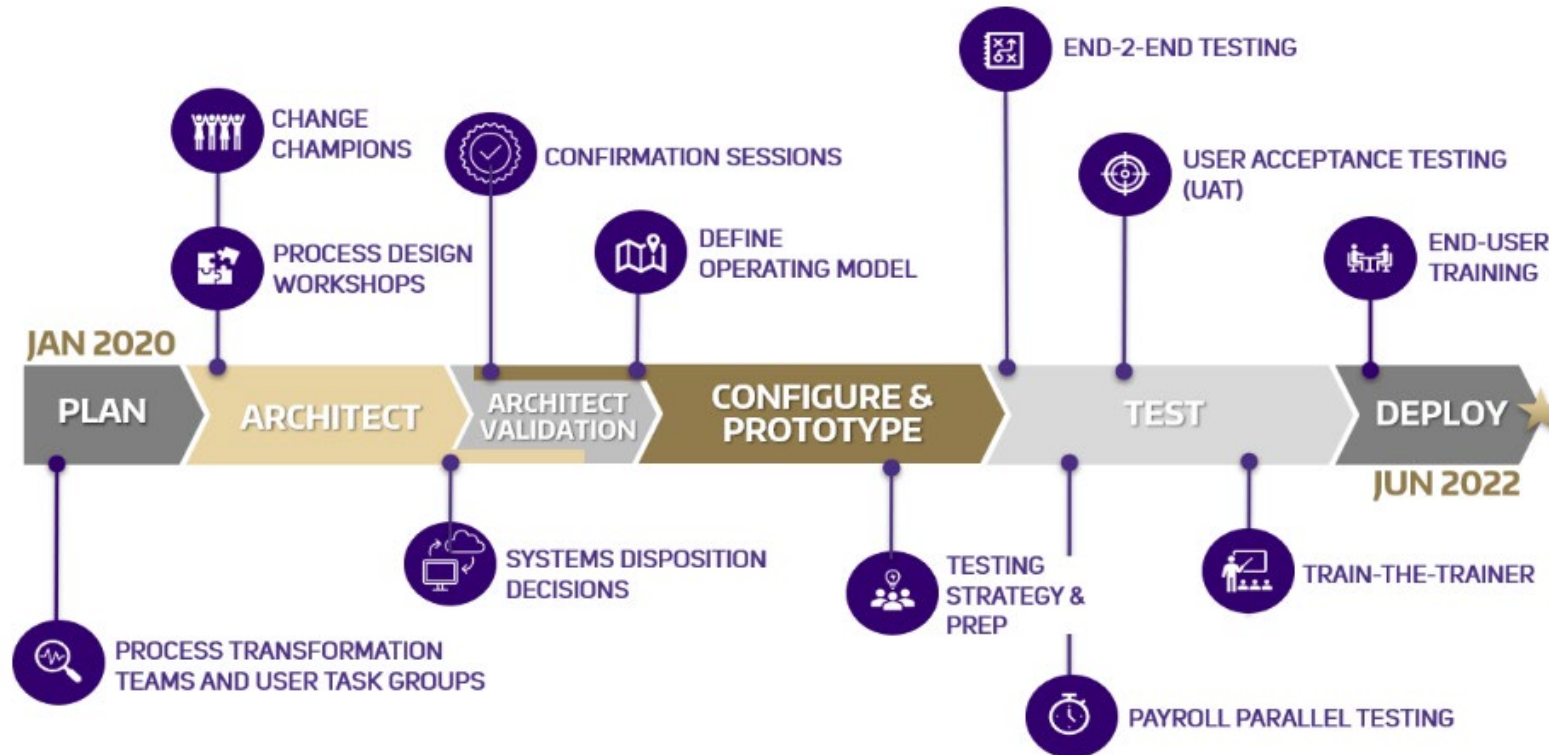 END-2-END TESTING
CHANGE
CHAMPIONS
CONFIRMATION SESSIONS
USER ACCEPTANCE TESTING
(UAT)
PROCESS DESIGN
WORKSHOPS
DEFINE
OPERATING MODEL
END-USER
TRAINING
JAN 2020
PLAN
ARCHITECT
ARCHITECT
VALIDATION
CONFIGURE &
PROTOTYPE
TEST
DEPLOY
JUN 2022
SYSTEMS DISPOSITION
DECISIONS
TESTING
STRATEGY &
PREP
TRAIN-THE-TRAINER
PROCESS TRANSFORMATION
TEAMS AND USER TASK GROUPS
PAYROLL PARALLEL TESTING